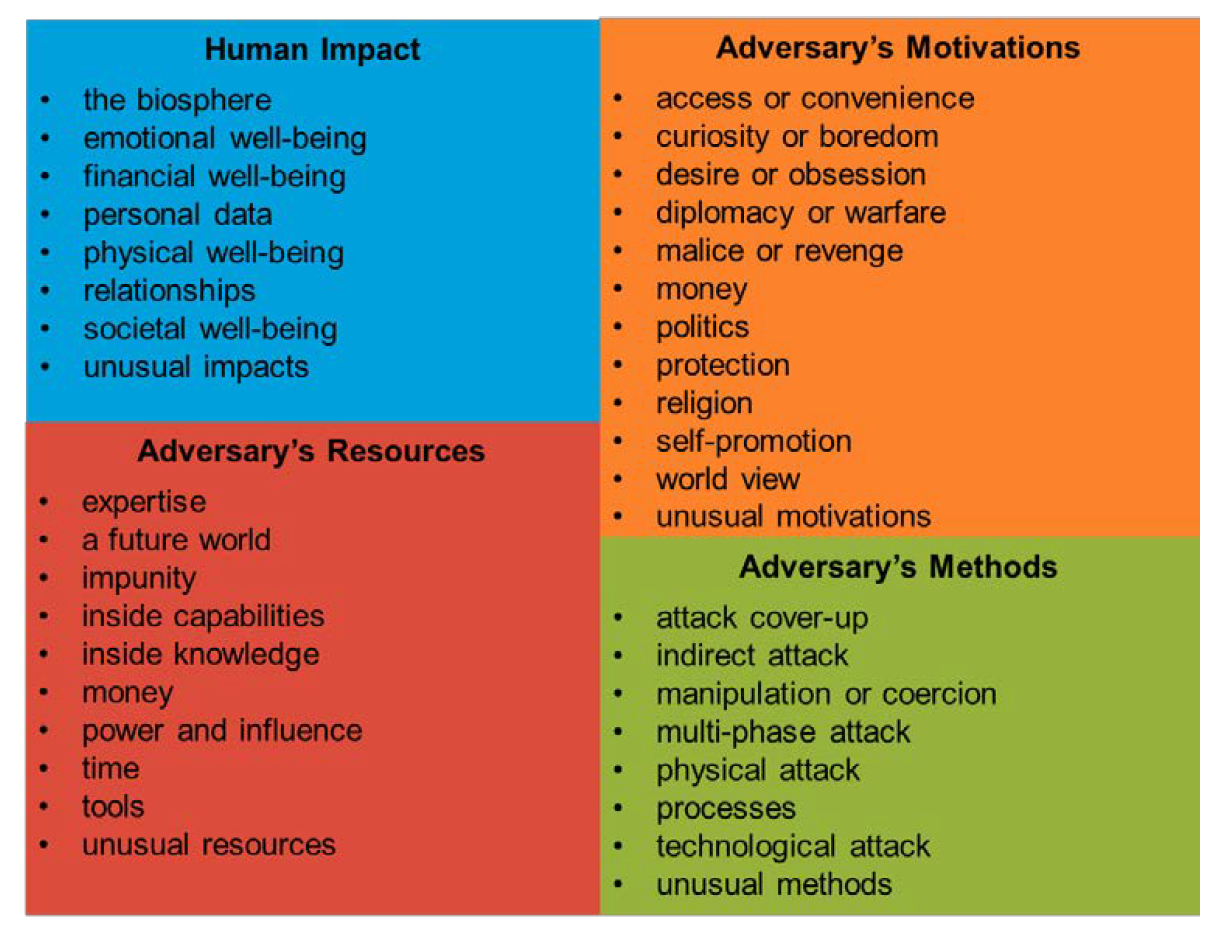 Human Impact
• the biosphere
• emotional well-being
• financial well-being
• personal data
• physical well-being
• relationships
• societal well-being
• unusual impacts
Adversary’s Motivations
• access or convenience
• curiosity or boredom
• desire or obsession
• diplomacy or warfare
• malice or revenge
• money
• politics
• protection
• religion
• self-promotion
• world view
• unusual motivations
Adversary’s Resources
• expertise
• a future world
• impunity
• inside capabilities
• inside knowledge
• money
• power and influence
• time
• tools
• unusual resources
Adversary’s Methods
• attack cover-up
• indirect attack
• manipulation or coercion
• multi-phase attack
• physical attack
• processes
• technological attack
• unusual methods